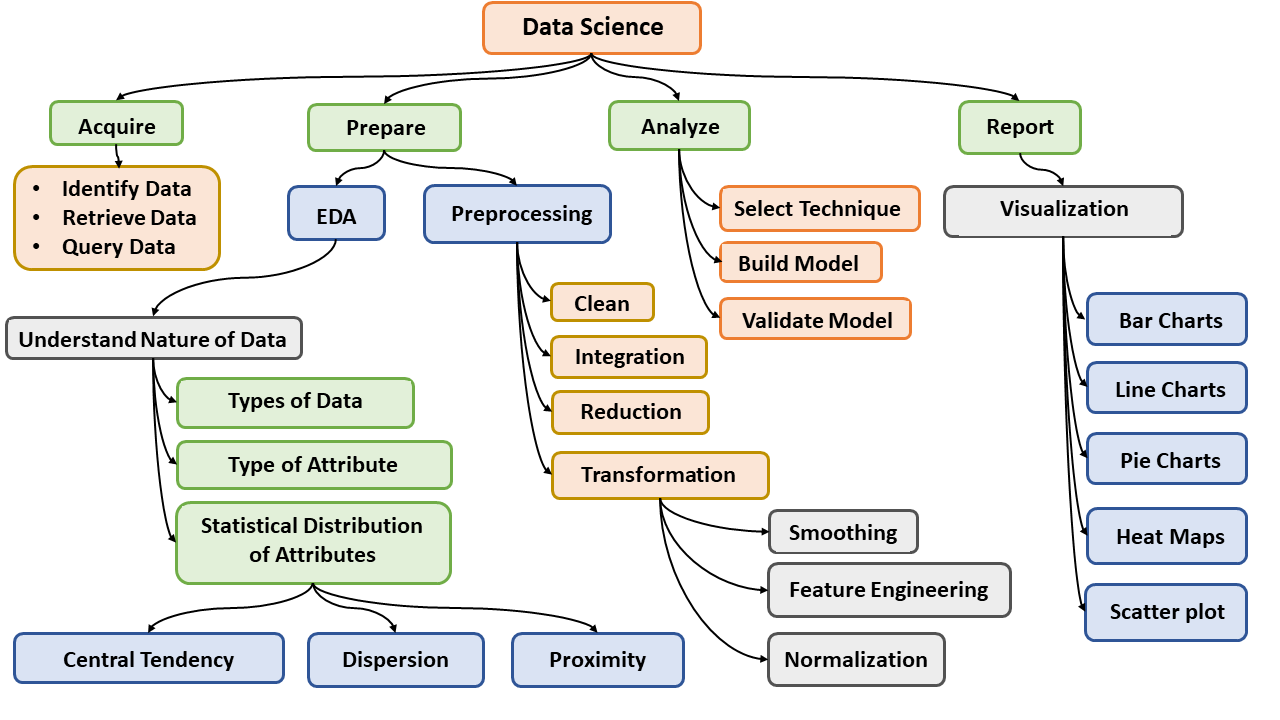 Data Science
Acquire
Prepare
Analyze
Report
• Identify Data
• Retrieve Data
• Query Data
EDA
Preprocessing
Select Technique
Build Model
Validate Model
Visualization
Understand Nature of Data
Types of Data
Type of Attribute
Statistical Distribution
of Attributes
Central Tendency
Dispersion
Proximity
Clean
Integration
Reduction
Transformation
Smoothing
Feature Engineering
Normalization
Bar Charts
Line Charts
Pie Charts
Heat Maps
Scatter plot